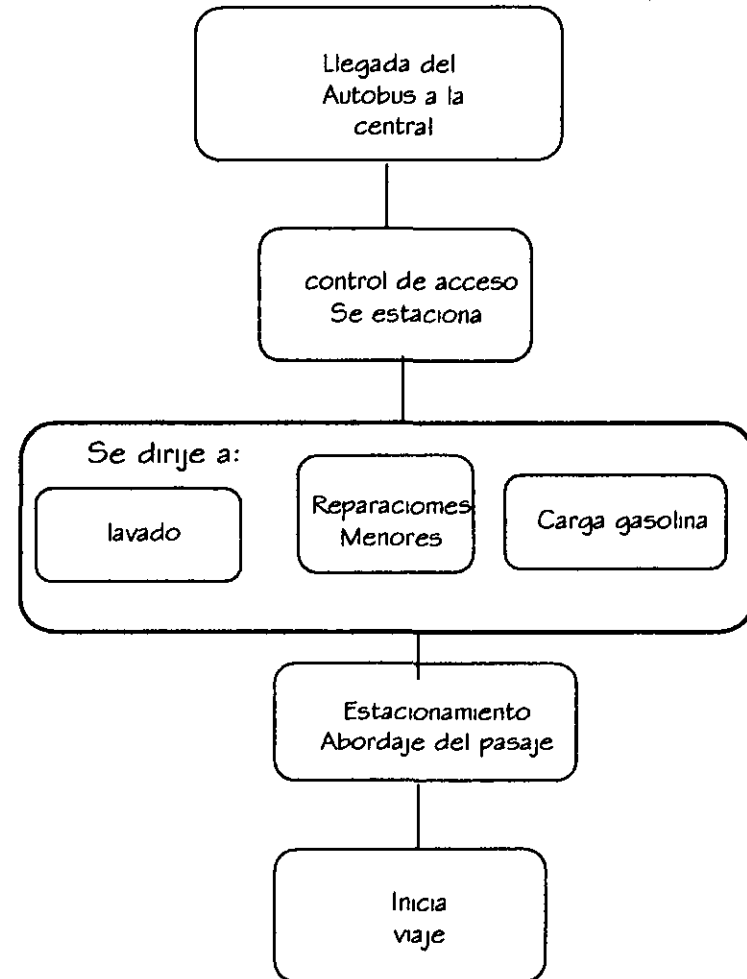 Llegada del
Autobus a la
central
control de acceso
Se estaciona
Se dirije a:
lavado
Reparaciomes
Menores
Carga gasolina
Estacionamiento
Abordaje del pasaje
Inicia
viaje